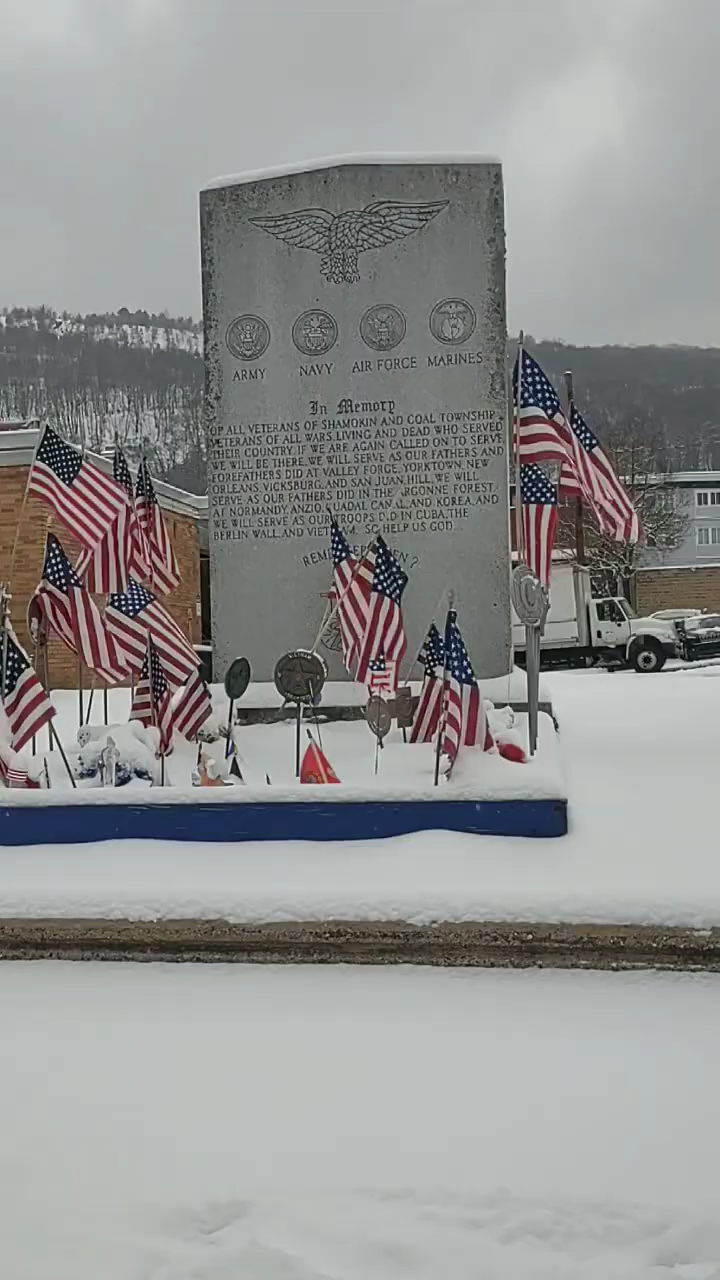 ARMY NAVY AIR FORCE MARINES
In Memory
OF ALL VETERANS OF SHAMOKIN AND COAL TOWNSHIP
VETERANS OF ALL WARS, LIVING AND DEAD WHO SERVED
THEIR COUNTRY. IF WE ARE AGAIN CALLED ON TO SERVE
WE WILL BE THERE. WE WILL SERVE AS OUR FATHERS AND
FOREFATHERS DID AT VALLEY FORGE, YORKTOWN, NEW
ORLEANS, VICKSBURG, AND SAN JUAN HILL. WE WILL
SERVE AS OUR FATHERS DID IN THE ARGONNE FOREST,
AT NORMANDY, ANZIO, GUADAL CANAL, AND KOREA, AND
WE WILL SERVE AS OUR TROOPS DID IN CUBA, THE
BERLIN WALL, AND VIETNAM. SO HELP US GOD.